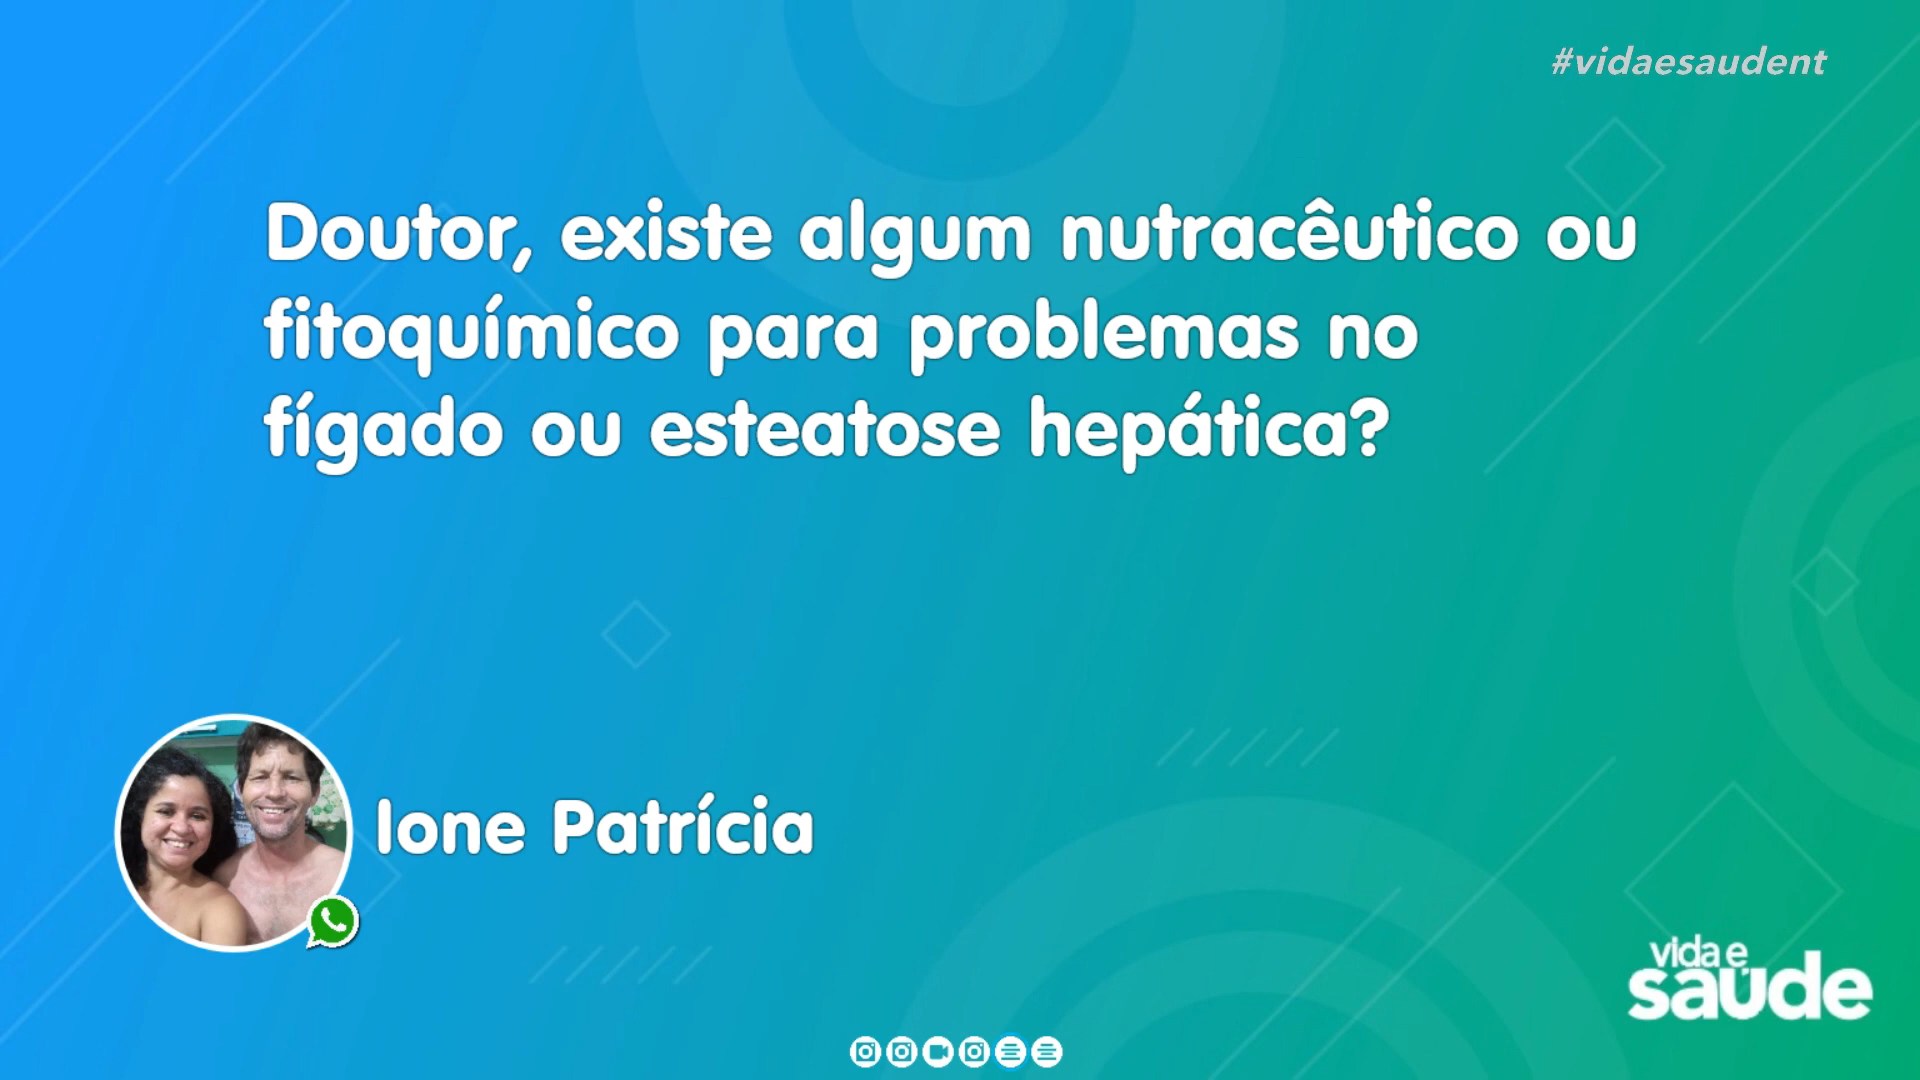 #vidaesaudent
Doutor, existe algum nutracêutico ou
fitoquímico para problemas no
fígado ou esteatose hepática?
Ione Patrícia
vida e
saúde